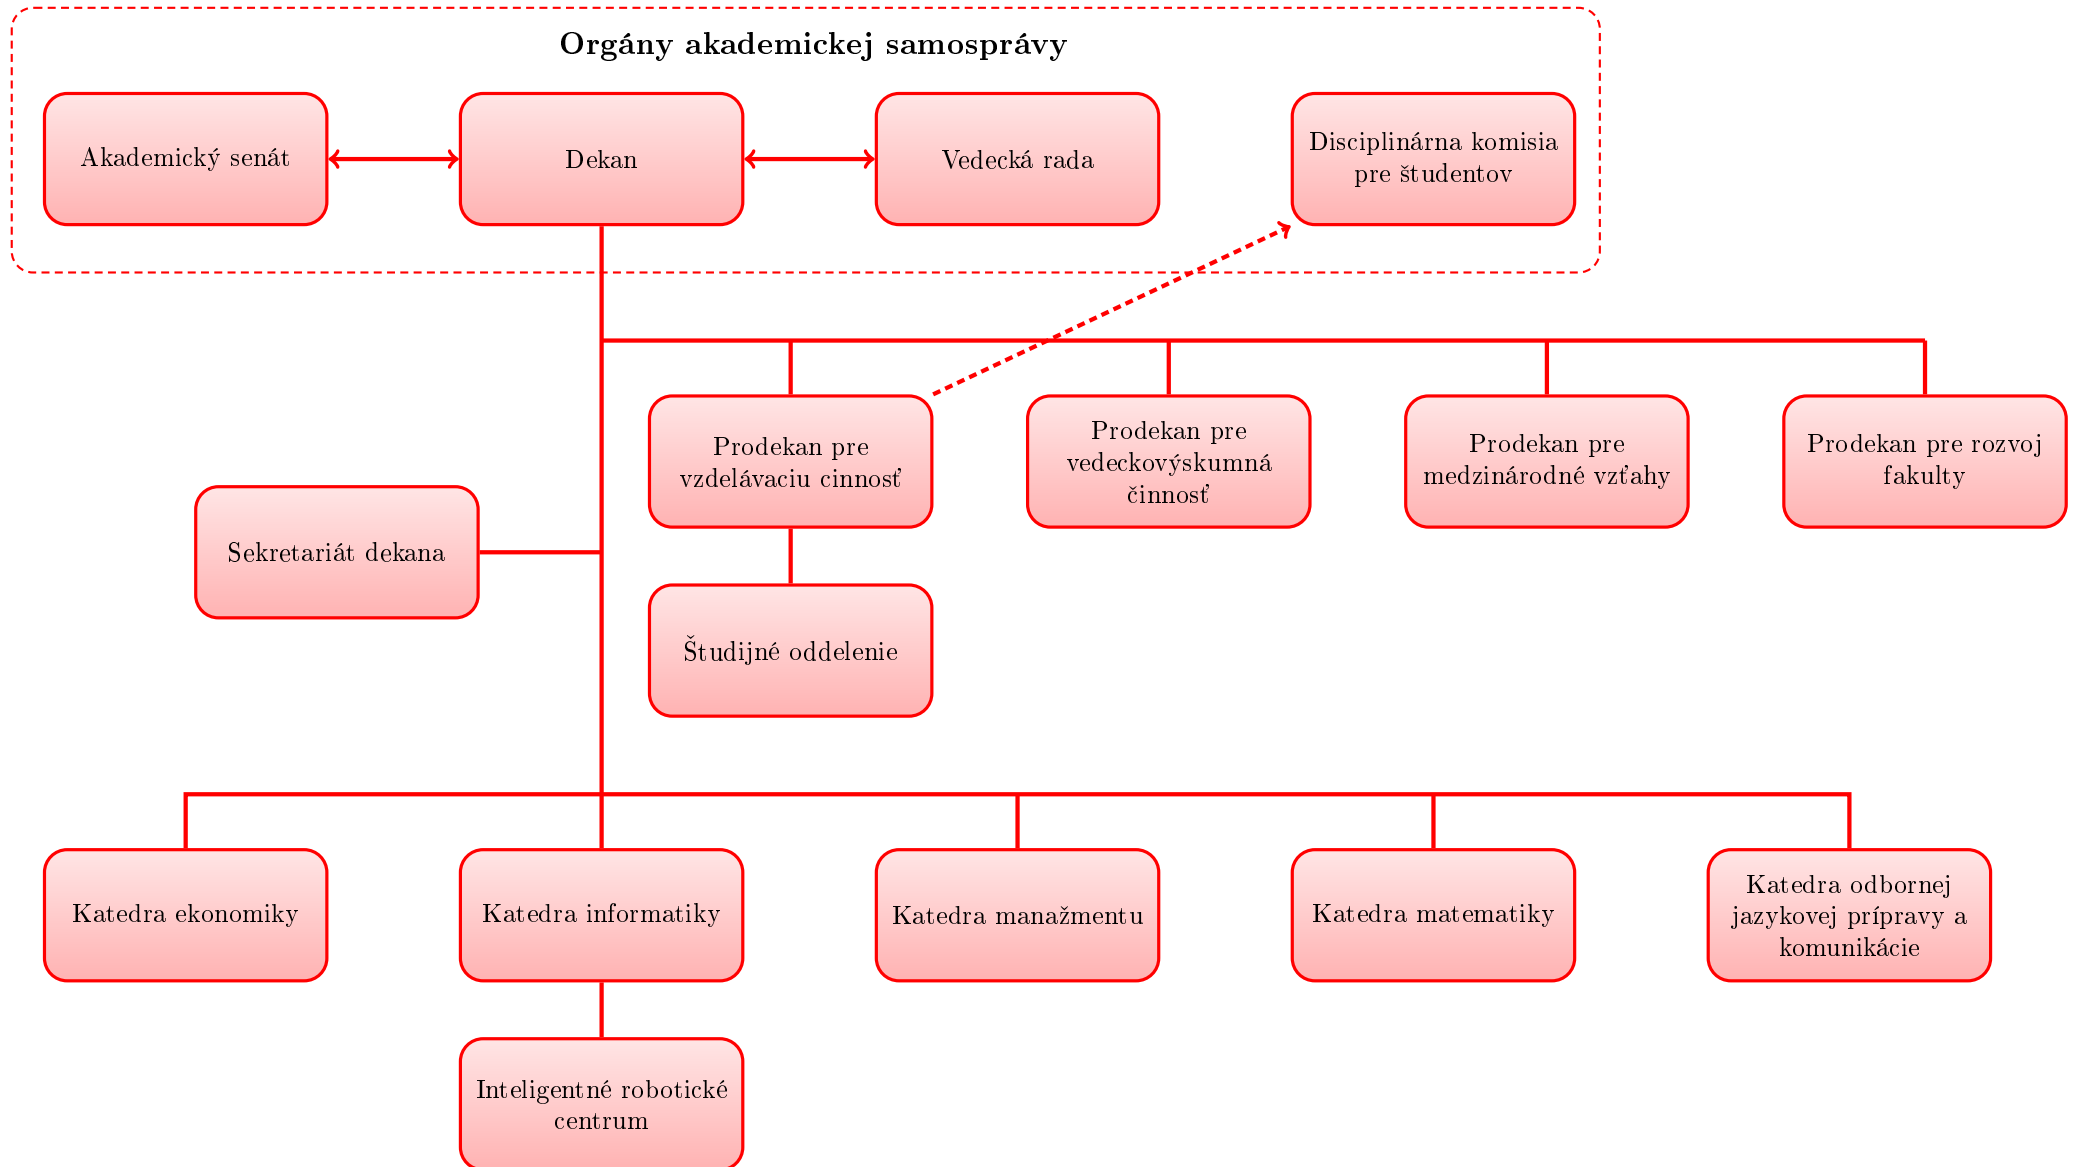 Orgány akademickej samosprávy
Akademický senát
Dekan
Vedecká rada
Disciplinárna komisia
pre študentov
Prodekan pre
vzdelávaciu cinnosť
Prodekan pre
vedeckovýskumná
činnosť
Prodekan pre
medzinárodné vzťahy
Prodekan pre rozvoj
fakulty
Sekretariát dekana
Študijné oddelenie
Katedra ekonomiky
Katedra informatiky
Katedra manažmentu
Katedra matematiky
Katedra odbornej
jazykovej prípravy a
komunikácie
Inteligentné robotické
centrum